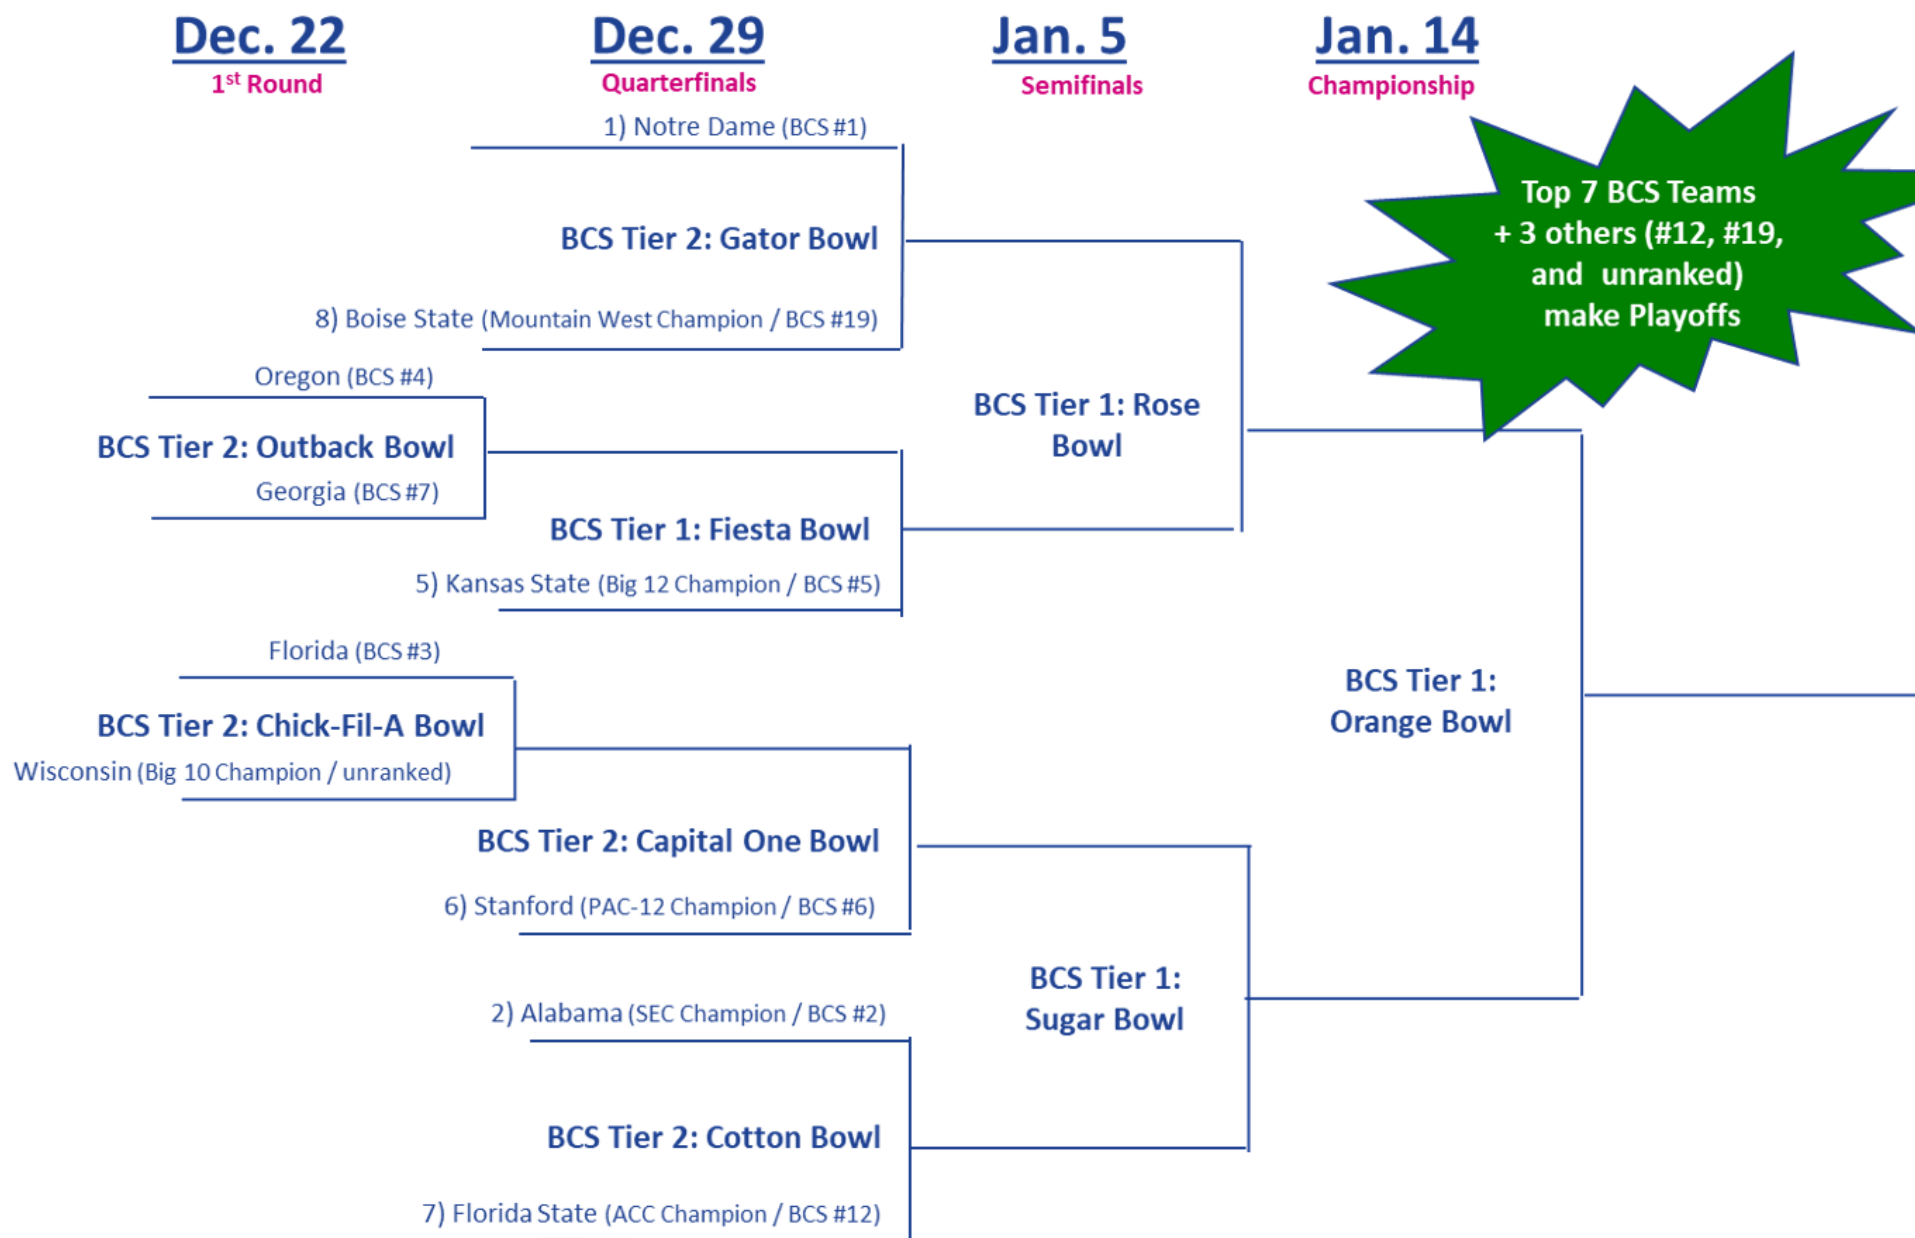 Dec. 22
Dec. 29
Jan. 5
Jan. 14
1st Round
Quarterfinals
Semifinals
Championship
1) Notre Dame (BCS #1)
Top 7 BCS Teams
+ 3 others (#12, #19,
and unranked)
make Playoffs
BCS Tier 2: Gator Bowl
8) Boise State (Mountain West Champion / BCS #19)
Oregon (BCS #4)
BCS Tier 2: Outback Bowl
Georgia (BCS #7)
BCS Tier 1: Rose
Bowl
BCS Tier 1: Fiesta Bowl
5) Kansas State (Big 12 Champion / BCS #5)
Florida (BCS #3)
BCS Tier 2: Chick-Fil-A Bowl
Wisconsin (Big 10 Champion / unranked)
BCS Tier 1:
Orange Bowl
BCS Tier 2: Capital One Bowl
6) Stanford (PAC-12 Champion / BCS #6)
BCS Tier 1:
Sugar Bowl
2) Alabama (SEC Champion / BCS #2)
BCS Tier 2: Cotton Bowl
7) Florida State (ACC Champion / BCS #12)